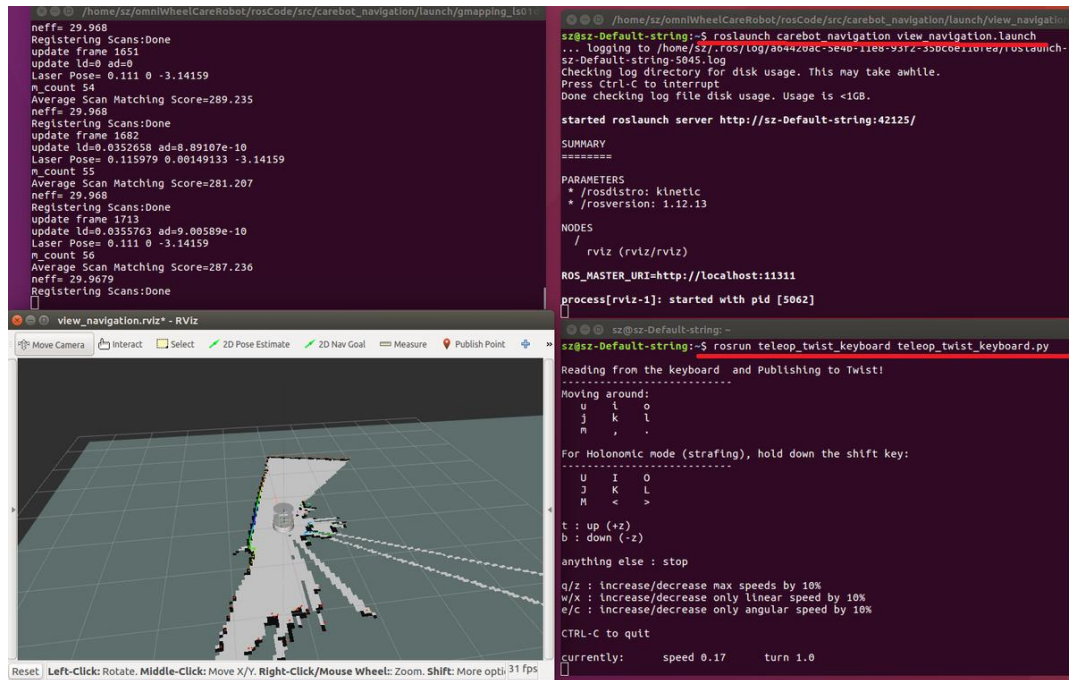 /home/sz/omniWheelCareRobot/rosCode/src/carebot_navigation/launch/gmapping_ls01d
neff= 29.968
Registering Scans:Done
update frame 1651
update ld=0 ad=0
Laser Pose= 0.111 0 -3.14159
m_count 54
Average Scan Matching Score=289.235
neff= 29.968
Registering Scans:Done
update frame 1682
update ld=0.0352658 ad=8.89107e-10
Laser Pose= 0.115979 0.00149133 -3.14159
m_count 55
Average Scan Matching Score=281.207
neff= 29.968
Registering Scans:Done
update frame 1713
update ld=0.0355763 ad=9.00589e-10
Laser Pose= 0.111 0 -3.14159
m_count 56
Average Scan Matching Score=287.236
neff= 29.9679
Registering Scans:Done
/home/sz/omniWheelCareRobot/rosCode/src/carebot_navigation/launch/view_navigation
sz@sz-Default-string:~$ roslaunch carebot_navigation view_navigation.launch
... logging to /home/sz/.ros/log/a64420ac-5e4b-11e8-93f2-35bc6e110fea/roslaunch-
sz-Default-string-5045.log
Checking log directory for disk usage. This may take awhile.
Press Ctrl-C to interrupt
Done checking log file disk usage. Usage is <1GB.
started roslaunch server http://sz-Default-string:42125/
SUMMARY
========
PARAMETERS
* /rosdistro: kinetic
* /rosversion: 1.12.13
NODES
/
rviz (rviz/rviz)
ROS_MASTER_URI=http://localhost:11311
process[rviz-1]: started with pid [5062]
view_navigation.rviz* - RViz
Move Camera Interact Select 2D Pose Estimate 2D Nav Goal Measure Publish Point »
Reset Left-Click: Rotate. Middle-Click: Move X/Y. Right-Click/Mouse Wheel:: Zoom. Shift: More opti 31 fps
sz@sz-Default-string: ~
sz@sz-Default-string:~$ rosrun teleop_twist_keyboard teleop_twist_keyboard.py
Reading from the keyboard  and Publishing to Twist!
---------------------------
Moving around:
u i o
j k l
m , .
For Holonomic mode (strafing), hold down the shift key:
---------------------------
U I O
J K L
M < >
t : up (+z)
b : down (-z)
anything else : stop
q/z : increase/decrease max speeds by 10%
w/x : increase/decrease only linear speed by 10%
e/c : increase/decrease only angular speed by 10%
CTRL-C to quit
currently: speed 0.17 turn 1.0